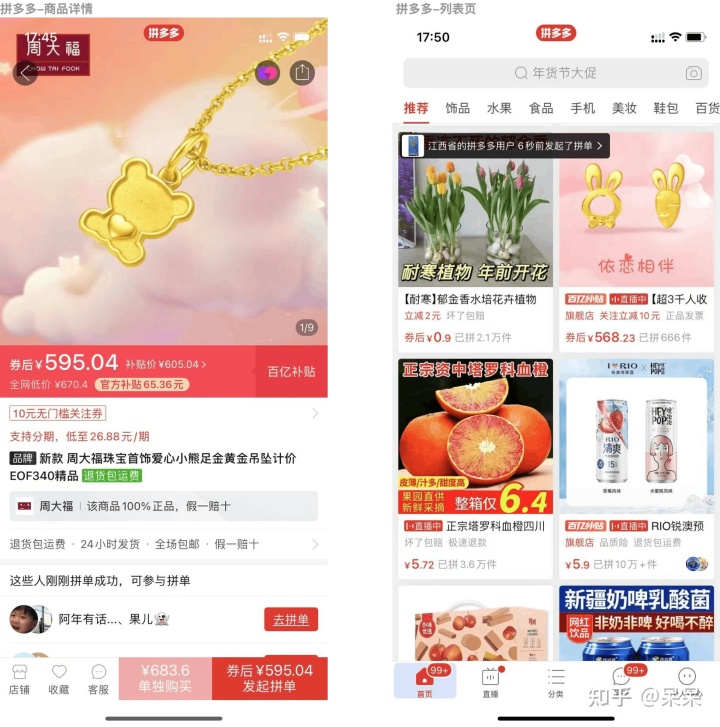 拼多多-商品详情
17:45
拼多多
周大福
CHOW TAI FOOK
1/9
券后¥595.04 补贴价¥605.04>
全网低价 ¥670.4 官方补贴65.36元
百亿补贴
10元无门槛关注券
支持分期，低至26.88元/期
品牌 新款 周大福珠宝首饰爱心小熊足金黄金吊坠计价
EOF340精品 退货包运费
周大福 | 该商品100%正品，假一赔十
退货包运费 · 24小时发货 · 全场包邮 · 假一赔十
这些人刚刚拼单成功，可参与拼单
阿年有话...、果儿👻
去拼单
店铺
收藏
客服
¥683.6
单独购买
券后¥595.04
发起拼单
拼多多-列表页
17:50
拼多多
年货节大促
推荐 饰品 水果 食品 手机 美妆 鞋包 百货
江西省的拼多多用户 6秒前发起了拼单 >
耐寒植物 年前开花
【耐寒】郁金香水培花卉植物
立减2元 坏了包赔
券后¥0.9 已拼2.1万件
依恋相伴
百亿补贴 直播中 【超3千人收
旗舰店 关注立减10元 正品发票
券后¥568.23 已拼666件
正宗资中塔罗科血橙
皮薄/汁多/甜度高
果园直供
新鲜采摘
整箱仅6.4
直播中 正宗塔罗科血橙四川
坏了包赔 极速退款
¥5.72 已拼3.6万件
I RIO
HEY POP
RIO
清爽
HEY
POP
百亿补贴 直播中 RIO锐澳预
旗舰店 品质险 退货包运费
¥5.9 已拼10万+件
新疆奶啤乳酸菌
网红
饮品
非奶非啤 好喝不醉
99+
首页
直播
分类
99+
知乎 @呆呆